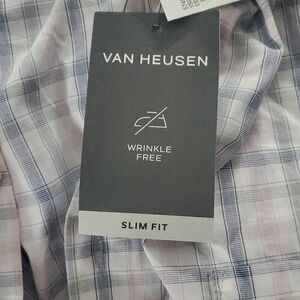 VAN HEUSEN
WRINKLE
FREE
SLIM FIT